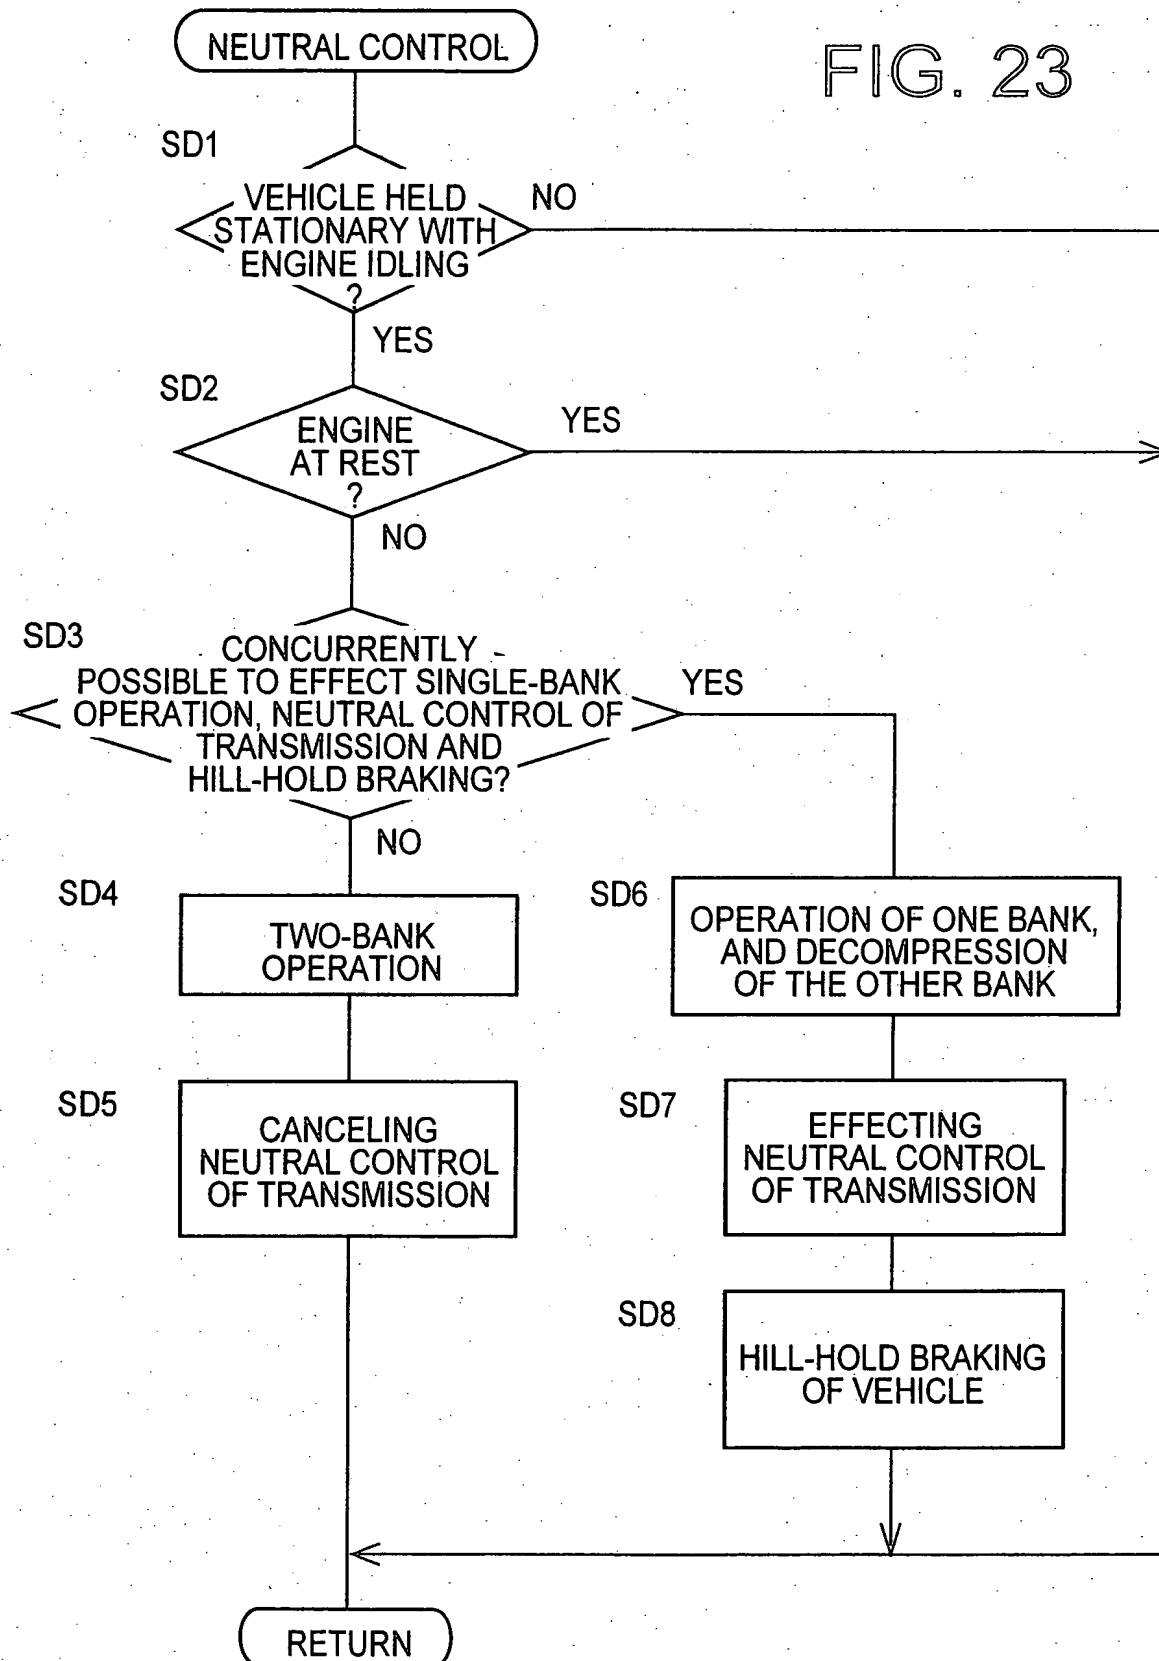 NEUTRAL CONTROL
FIG. 23
SD1
VEHICLE HELD
STATIONARY WITH
ENGINE IDLING
?
NO
YES
SD2
ENGINE
AT REST
?
YES
NO
SD3
CONCURRENTLY
POSSIBLE TO EFFECT SINGLE-BANK
OPERATION, NEUTRAL CONTROL OF
TRANSMISSION AND
HILL-HOLD BRAKING?
YES
NO
SD4
TWO-BANK
OPERATION
SD5
CANCELING
NEUTRAL CONTROL
OF TRANSMISSION
SD6
OPERATION OF ONE BANK,
AND DECOMPRESSION
OF THE OTHER BANK
SD7
EFFECTING
NEUTRAL CONTROL
OF TRANSMISSION
SD8
HILL-HOLD BRAKING
OF VEHICLE
RETURN